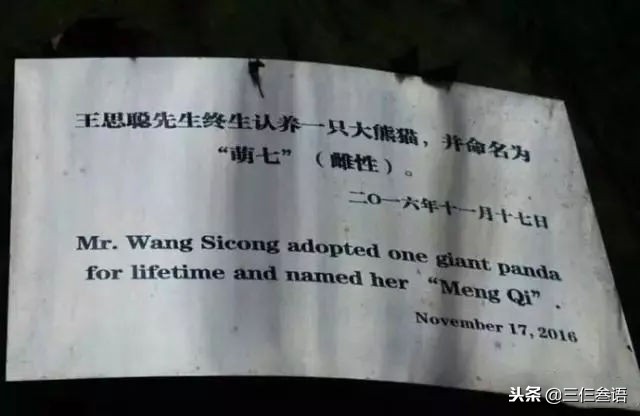 王思聪先生终生认养一只大熊猫，并命名为
“萌七”（雌性）。
二〇一六年十一月十七日
Mr. Wang Sicong adopted one giant panda
for lifetime and named her “Meng Qi”.
November 17, 2016
头条 @三仨叁语